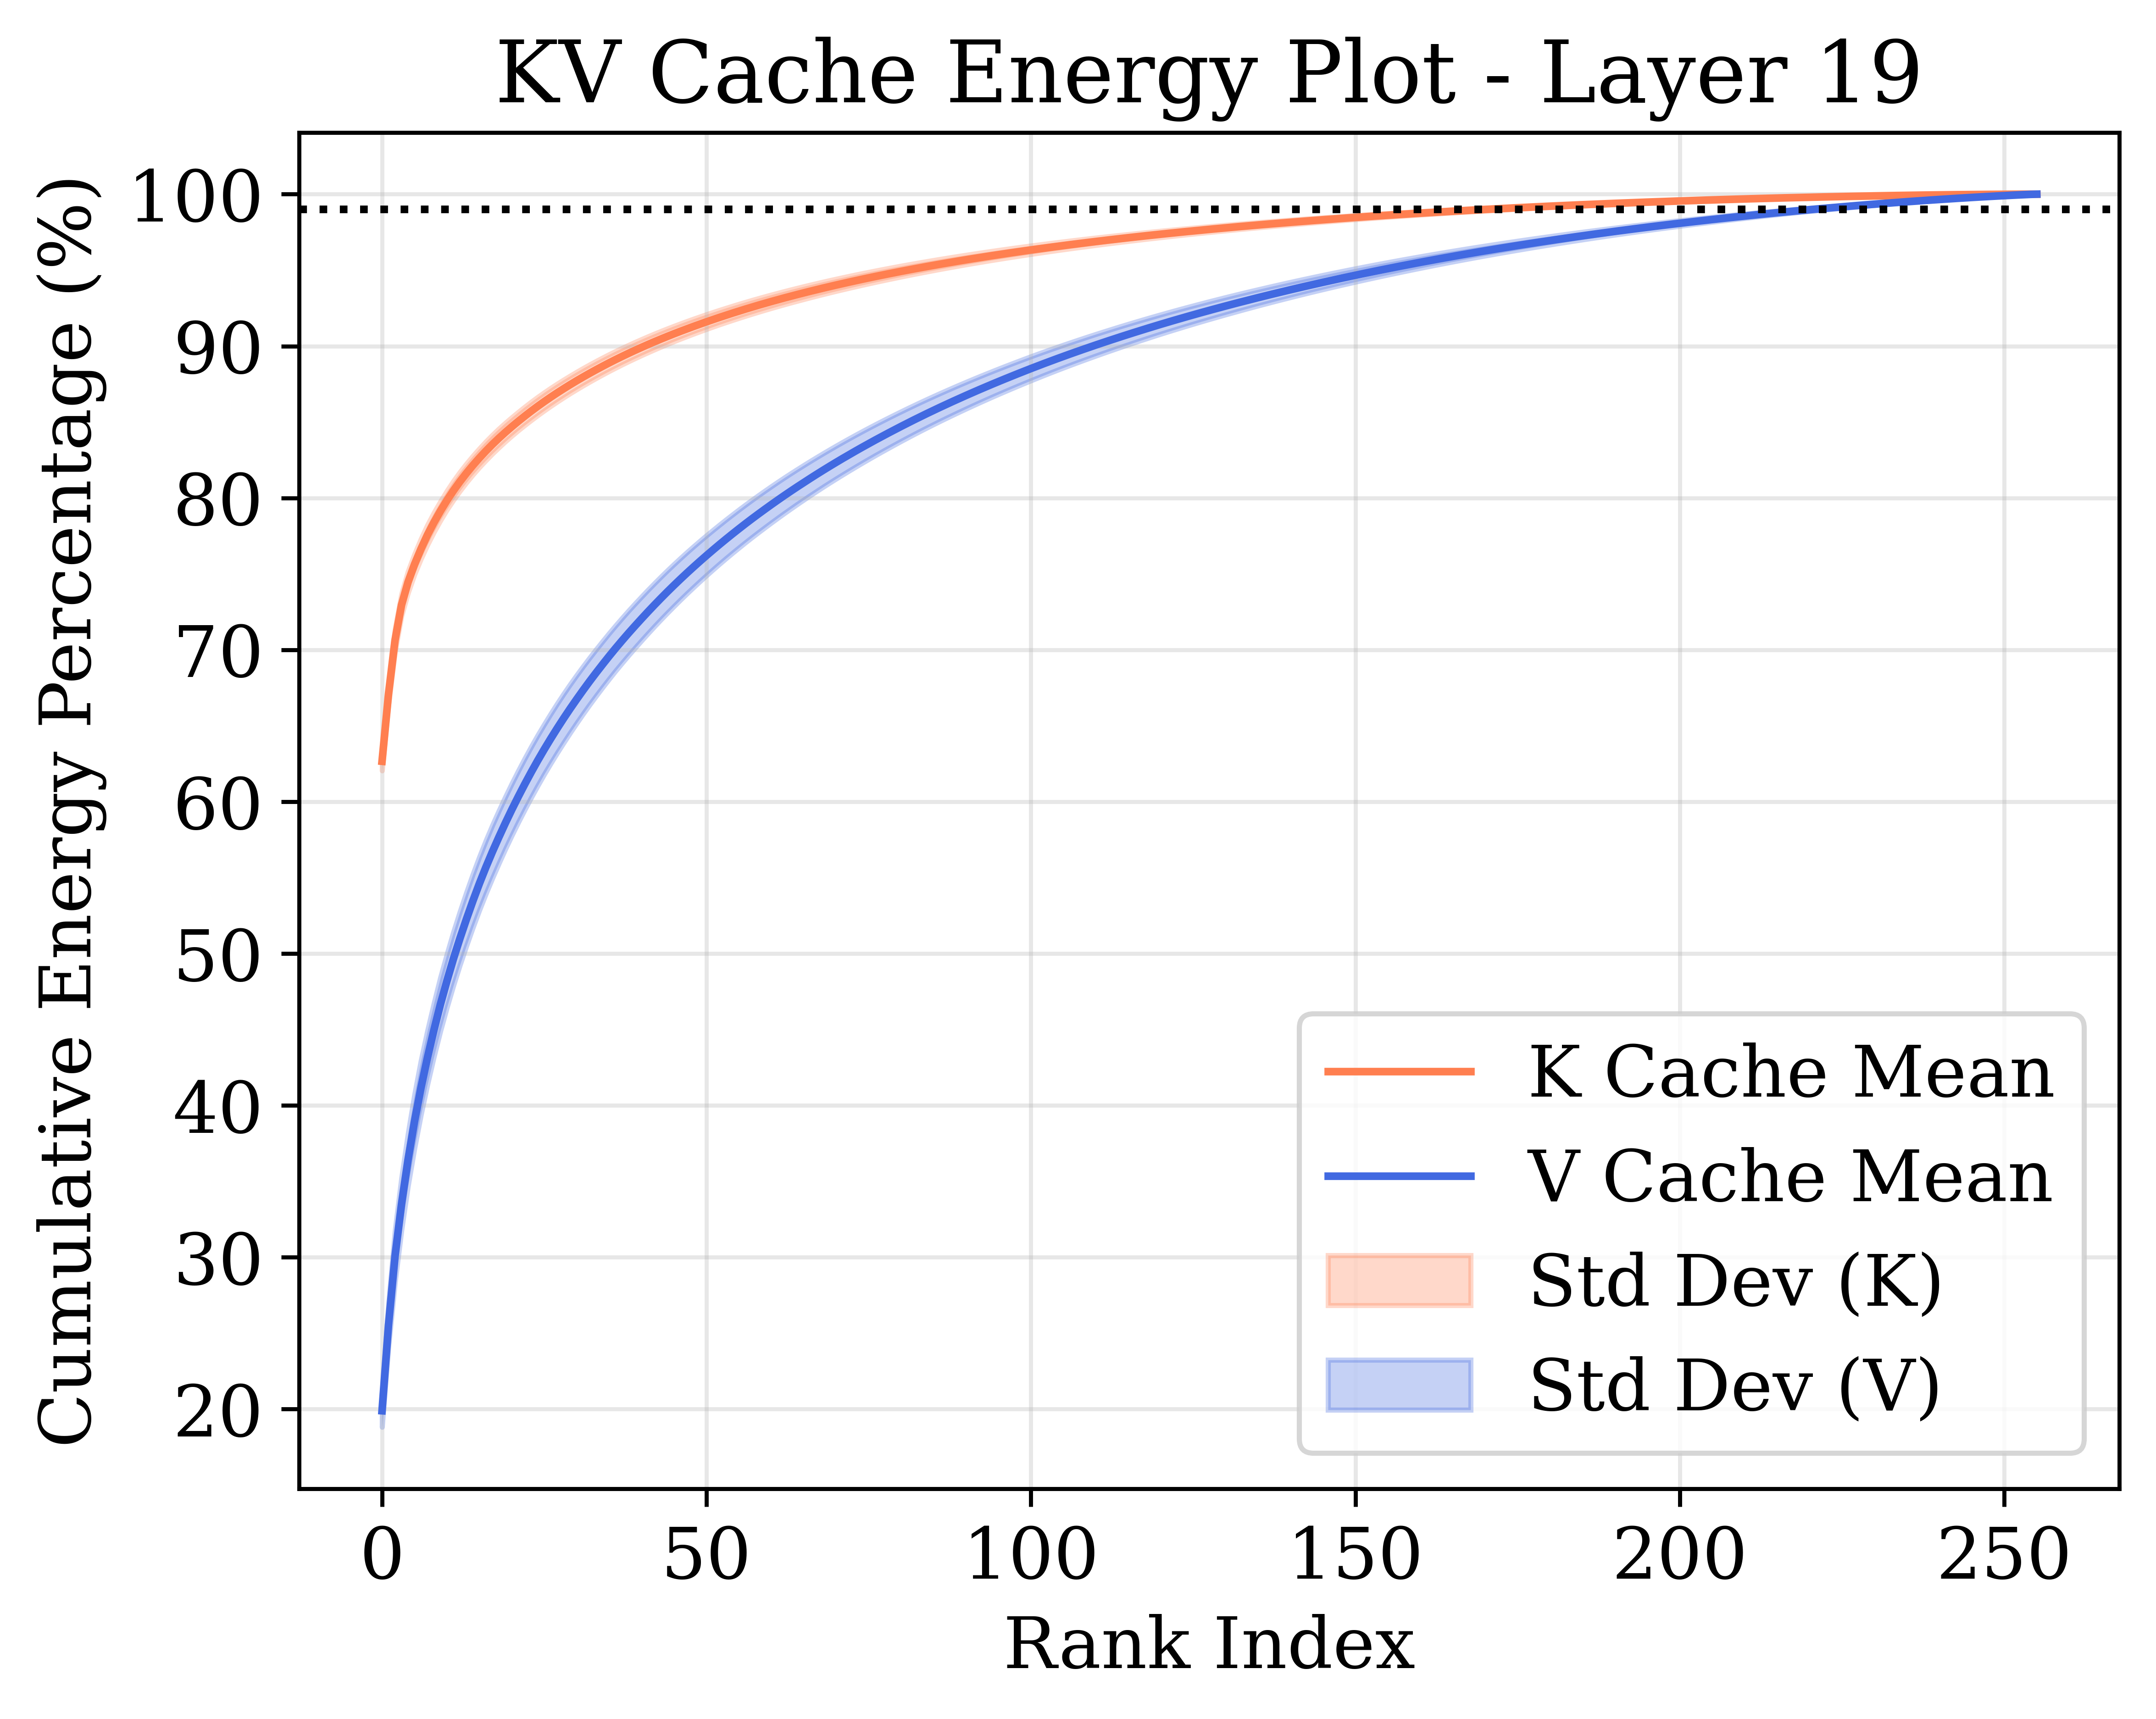 KV Cache Energy Plot - Layer 19
Cumulative Energy Percentage (%)
100
90
80
70
60
50
40
30
20
K Cache Mean
V Cache Mean
Std Dev (K)
Std Dev (V)
0 50 100 150 200 250
Rank Index